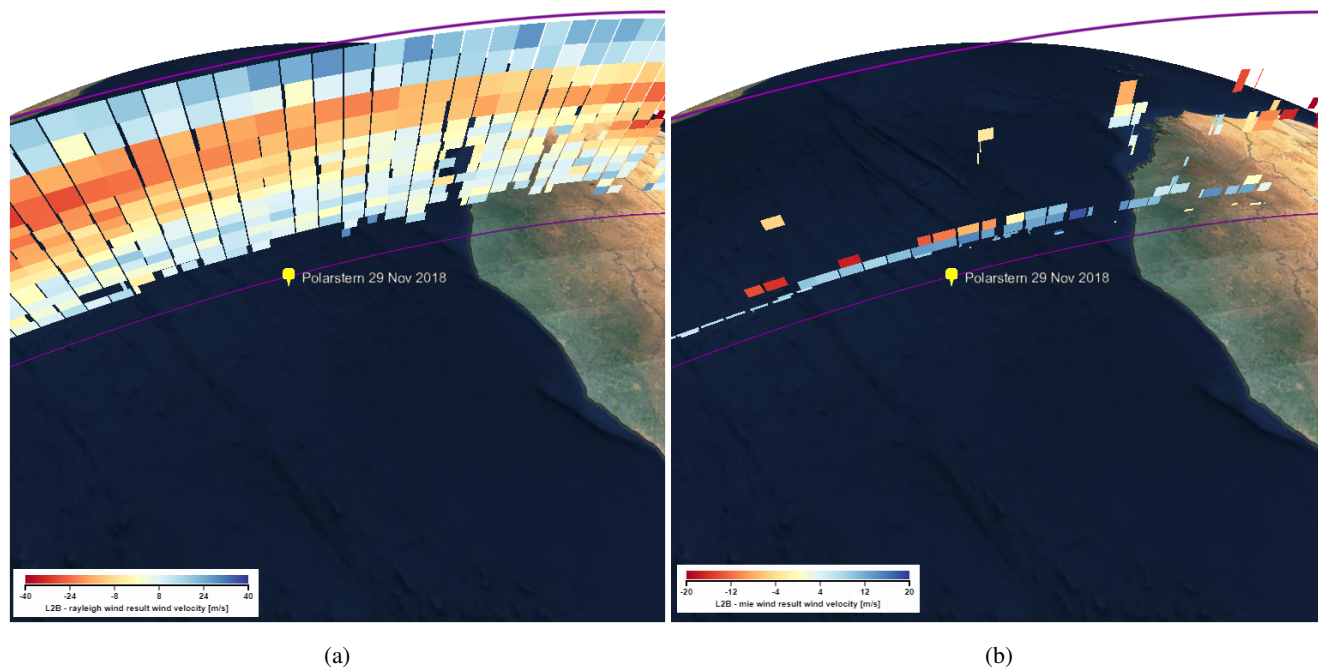 Polarstern 29 Nov 2018
-40 -24 -8 8 24 40
L2B - rayleigh wind result wind velocity [m/s]
(a)
Polarstern 29 Nov 2018
-20 -12 -4 4 12 20
L2B - mie wind result wind velocity [m/s]
(b)